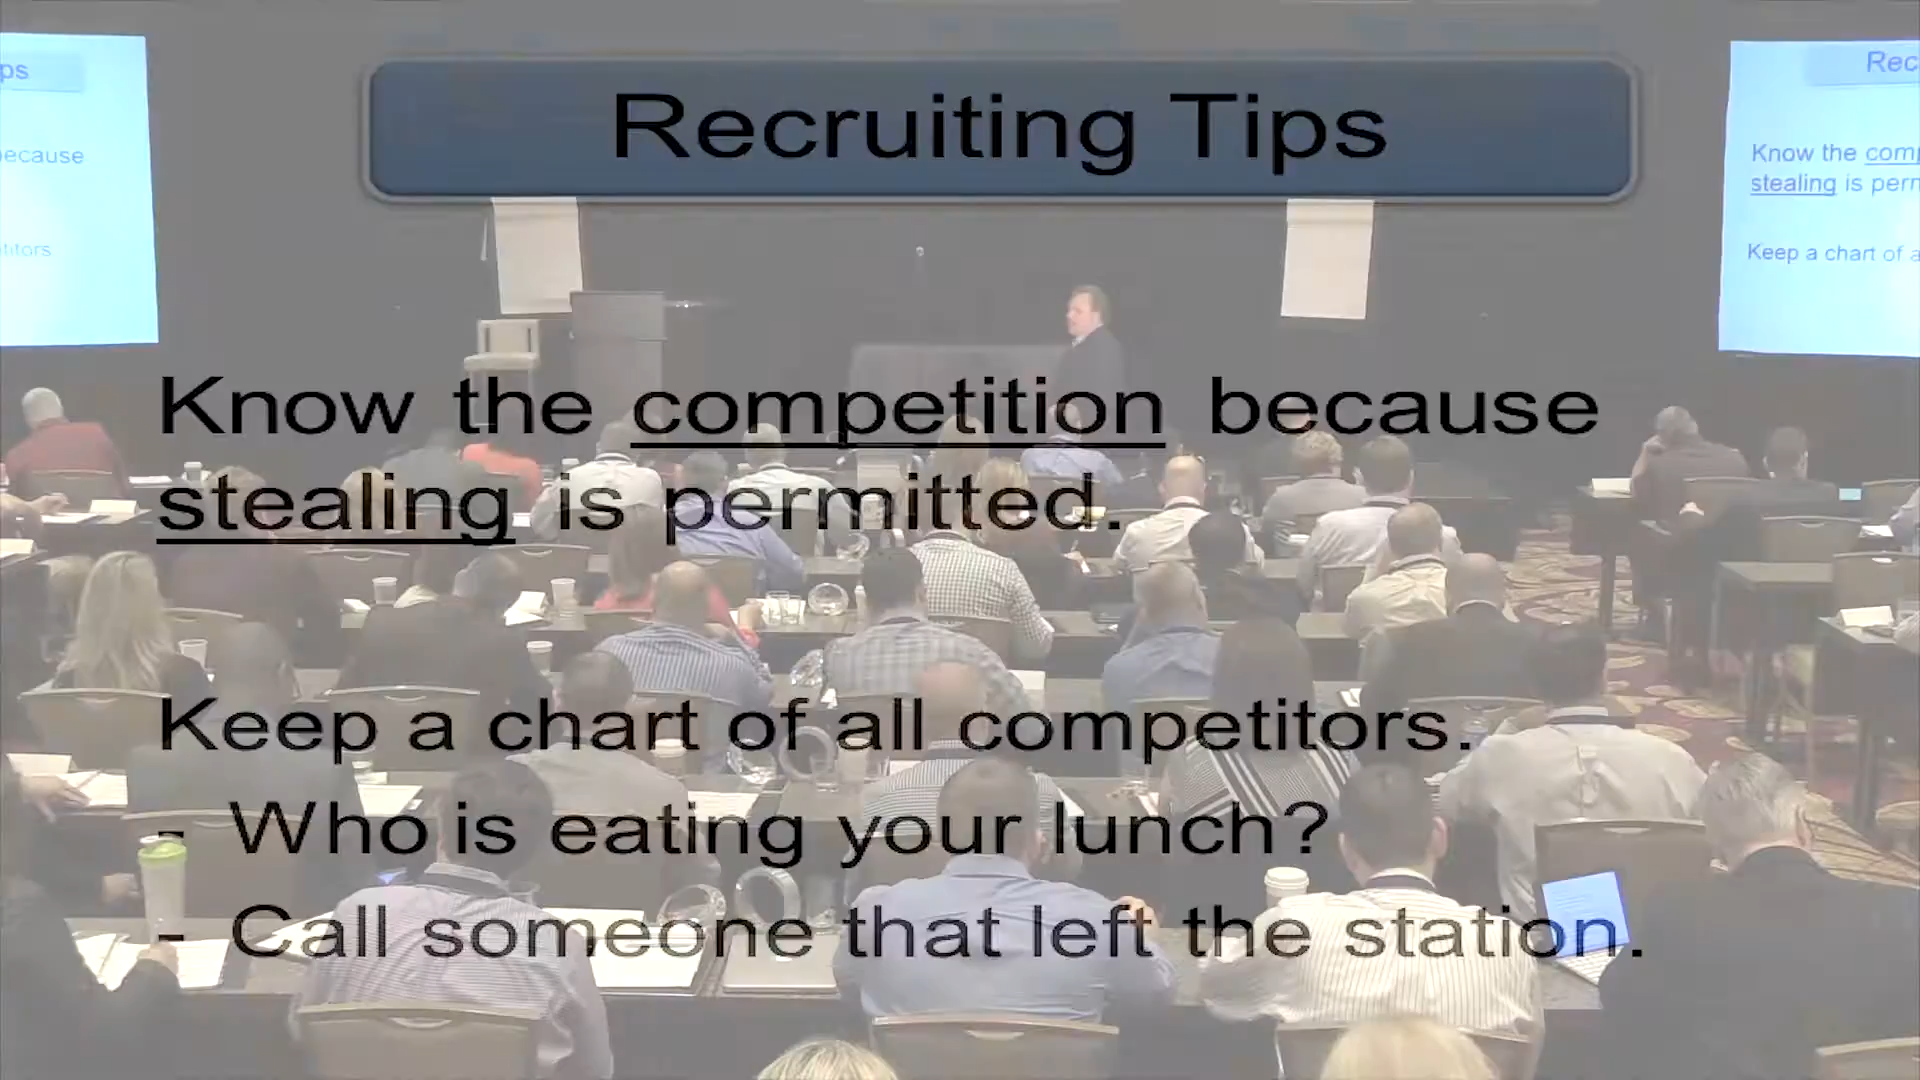 Recruiting Tips
Know the competition because
stealing is permitted.
Keep a chart of all competitors.
- Who is eating your lunch?
- Call someone that left the station.
ps
ecause
titors
Rec
Know the comp
stealing is perm
Keep a chart of a